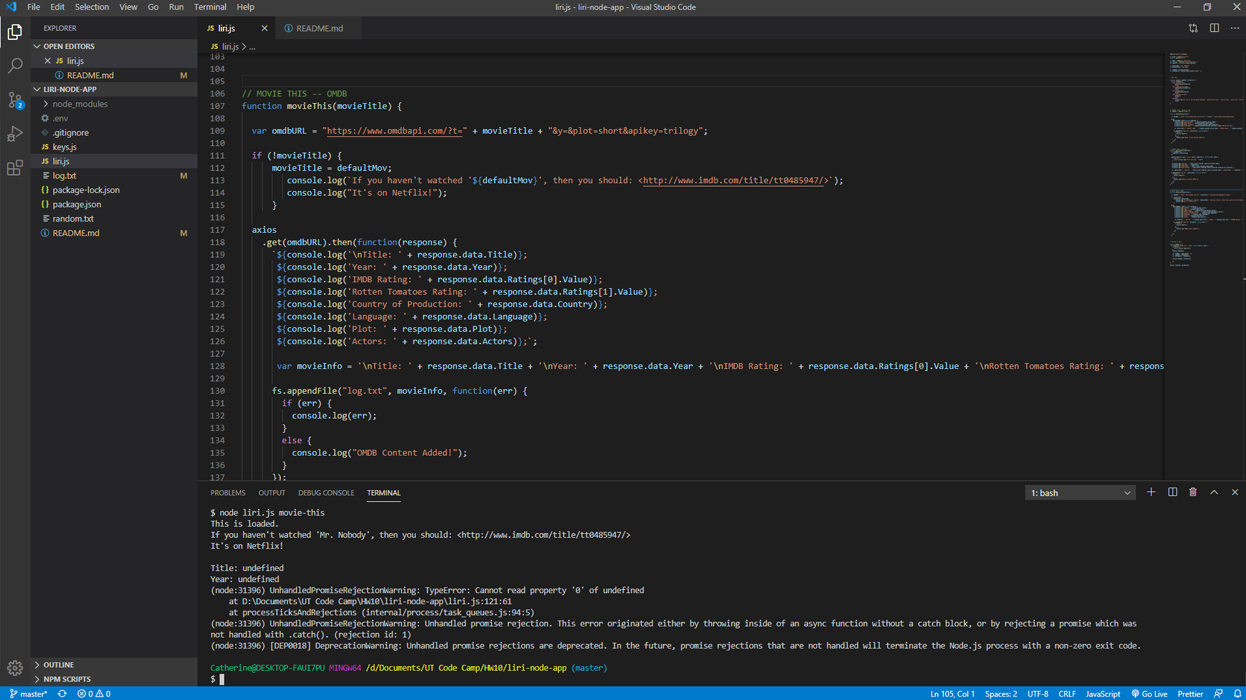 File Edit Selection View Go Run Terminal Help
liri.js - liri-node-app - Visual Studio Code
EXPLORER
OPEN EDITORS
JS liri.js
README.md M
LIRI-NODE-APP
node_modules
.env
.gitignore
JS keys.js
JS liri.js
log.txt M
{} package-lock.json
{} package.json
random.txt
README.md M
OUTLINE
NPM SCRIPTS
2
JS liri.js
README.md
JS liri.js > ...
103
104
105
106 // MOVIE THIS -- OMDB
107 function movieThis(movieTitle) {
108
109 var omdbURL = "https://www.omdbapi.com/?t=" + movieTitle + "&y=&plot=short&apikey=trilogy";
110
111 if (!movieTitle) {
112 movieTitle = defaultMov;
113 console.log(`If you haven't watched '${defaultMov}', then you should: <http://www.imdb.com/title/tt0485947/>`);
114 console.log("It's on Netflix!");
115 }
116
117 axios
118 .get(omdbURL).then(function(response) {
119 `${console.log('\nTitle: ' + response.data.Title)};
120 ${console.log('Year: ' + response.data.Year)};
121 ${console.log('IMDB Rating: ' + response.data.Ratings[0].Value)};
122 ${console.log('Rotten Tomatoes Rating: ' + response.data.Ratings[1].Value)};
123 ${console.log('Country of Production: ' + response.data.Country)};
124 ${console.log('Language: ' + response.data.Language)};
125 ${console.log('Plot: ' + response.data.Plot)};
126 ${console.log('Actors: ' + response.data.Actors)};`;
127
128 var movieInfo = '\nTitle: ' + response.data.Title + '\nYear: ' + response.data.Year + '\nIMDB Rating: ' + response.data.Ratings[0].Value + '\nRotten Tomatoes Rating: ' + respons
129
130 fs.appendFile("log.txt", movieInfo, function(err) {
131 if (err) {
132 console.log(err);
133 }
134 else {
135 console.log("OMDB Content Added!");
136 }
137 });
PROBLEMS OUTPUT DEBUG CONSOLE TERMINAL
1: bash
$ node liri.js movie-this
This is loaded.
If you haven't watched 'Mr. Nobody', then you should: <http://www.imdb.com/title/tt0485947/>
It's on Netflix!
Title: undefined
Year: undefined
(node:31396) UnhandledPromiseRejectionWarning: TypeError: Cannot read property '0' of undefined
at D:\Documents\UT Code Camp\HW10\liri-node-app\liri.js:121:61
at processTicksAndRejections (internal/process/task_queues.js:94:5)
(node:31396) UnhandledPromiseRejectionWarning: Unhandled promise rejection. This error originated either by throwing inside of an async function without a catch block, or by rejecting a promise which was
not handled with .catch(). (rejection id: 1)
(node:31396) [DEP0018] DeprecationWarning: Unhandled promise rejections are deprecated. In the future, promise rejections that are not handled will terminate the Node.js process with a non-zero exit code.
Catherine@DESKTOP-FAUI7PU MINGW64 /d/Documents/UT Code Camp/HW10/liri-node-app (master)
$
master* 0 0 Ln 105, Col 1 Spaces: 2 UTF-8 CRLF JavaScript Go Live Prettier